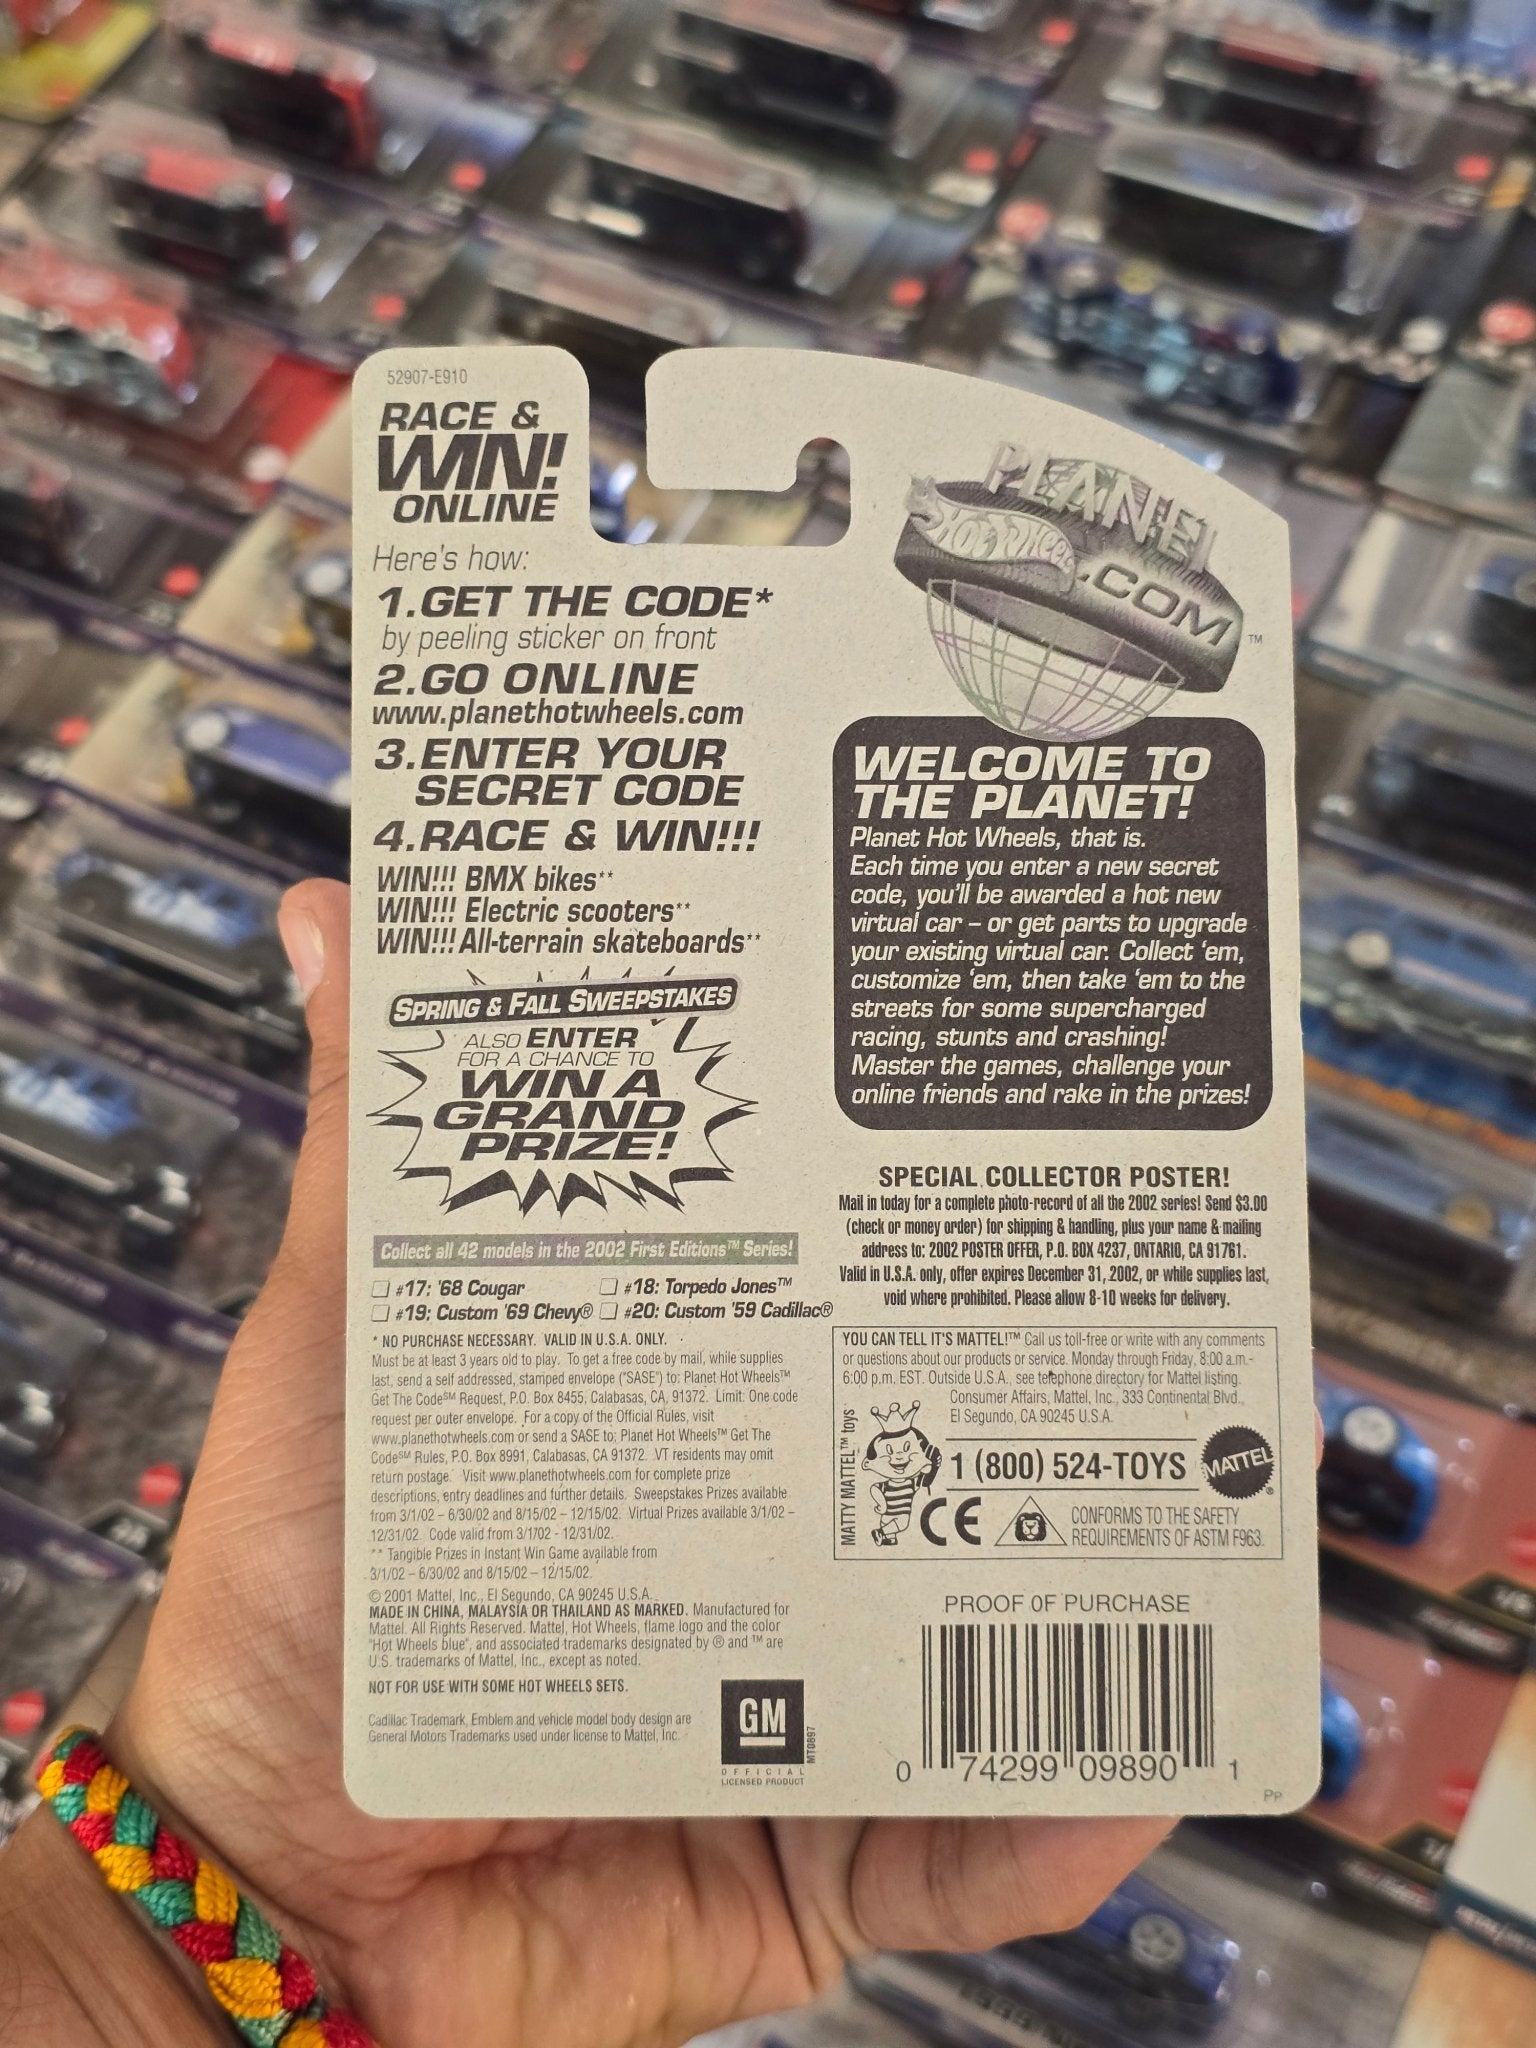 52907-E910
RACE &
WIN!
ONLINE
Here's how:
1.GET THE CODE*
by peeling sticker on front
2.GO ONLINE
www.planethotwheels.com
3.ENTER YOUR
SECRET CODE
4.RACE & WIN!!!
WIN!!! BMX bikes**
WIN!!! Electric scooters**
WIN!!! All-terrain skateboards**
SPRING & FALL SWEEPSTAKES
ALSO ENTER
FOR A CHANCE TO
WIN A
GRAND
PRIZE!
Collect all 42 models in the 2002 First Editions™ Series!
#17: '68 Cougar #18: Torpedo Jones™
#19: Custom '69 Chevy® #20: Custom '59 Cadillac®
* NO PURCHASE NECESSARY. VALID IN U.S.A. ONLY.
Must be at least 3 years old to play. To get a free code by mail, while supplies
last, send a self addressed, stamped envelope ("SASE") to: Planet Hot Wheels™
Get The Code℠ Request, P.O. Box 8455, Calabasas, CA, 91372. Limit: One code
request per outer envelope. For a copy of the Official Rules, visit
www.planethotwheels.com or send a SASE to: Planet Hot Wheels™ Get The
Code℠ Rules, P.O. Box 8991, Calabasas, CA 91372. VT residents may omit
return postage. Visit www.planethotwheels.com for complete prize
descriptions, entry deadlines and further details. Sweepstakes Prizes available
from 3/1/02 – 6/30/02 and 8/15/02 – 12/15/02. Virtual Prizes available 3/1/02 –
12/31/02. Code valid from 3/1/02 - 12/31/02.
** Tangible Prizes in Instant Win Game available from
3/1/02 – 6/30/02 and 8/15/02 – 12/15/02.
© 2001 Mattel, Inc., El Segundo, CA 90245 U.S.A.
MADE IN CHINA, MALAYSIA OR THAILAND AS MARKED. Manufactured for
Mattel. All Rights Reserved. Mattel, Hot Wheels, flame logo and the color
"Hot Wheels blue", and associated trademarks designated by ® and ™ are
U.S. trademarks of Mattel, Inc., except as noted.
NOT FOR USE WITH SOME HOT WHEELS SETS.
Cadillac Trademark, Emblem and vehicle model body design are
General Motors Trademarks used under license to Mattel, Inc.
GM
OFFICIAL
LICENSED PRODUCT
MT0897
PLANET
HOT WHEELS
.COM
™
WELCOME TO
THE PLANET!
Planet Hot Wheels, that is.
Each time you enter a new secret
code, you'll be awarded a hot new
virtual car – or get parts to upgrade
your existing virtual car. Collect 'em,
customize 'em, then take 'em to the
streets for some supercharged
racing, stunts and crashing!
Master the games, challenge your
online friends and rake in the prizes!
SPECIAL COLLECTOR POSTER!
Mail in today for a complete photo-record of all the 2002 series! Send $3.00
(check or money order) for shipping & handling, plus your name & mailing
address to: 2002 POSTER OFFER, P.O. BOX 4237, ONTARIO, CA 91761.
Valid in U.S.A. only, offer expires December 31, 2002, or while supplies last,
void where prohibited. Please allow 8-10 weeks for delivery.
YOU CAN TELL IT'S MATTEL!™ Call us toll-free or write with any comments
or questions about our products or service. Monday through Friday, 8:00 a.m.-
6:00 p.m. EST. Outside U.S.A., see telephone directory for Mattel listing.
Consumer Affairs, Mattel, Inc., 333 Continental Blvd.,
El Segundo, CA 90245 U.S.A.
MATTY MATTEL™ toys
1 (800) 524-TOYS
MATTEL®
CE
CONFORMS TO THE SAFETY
REQUIREMENTS OF ASTM F963.
PROOF OF PURCHASE
0 74299 09890 1
Pp